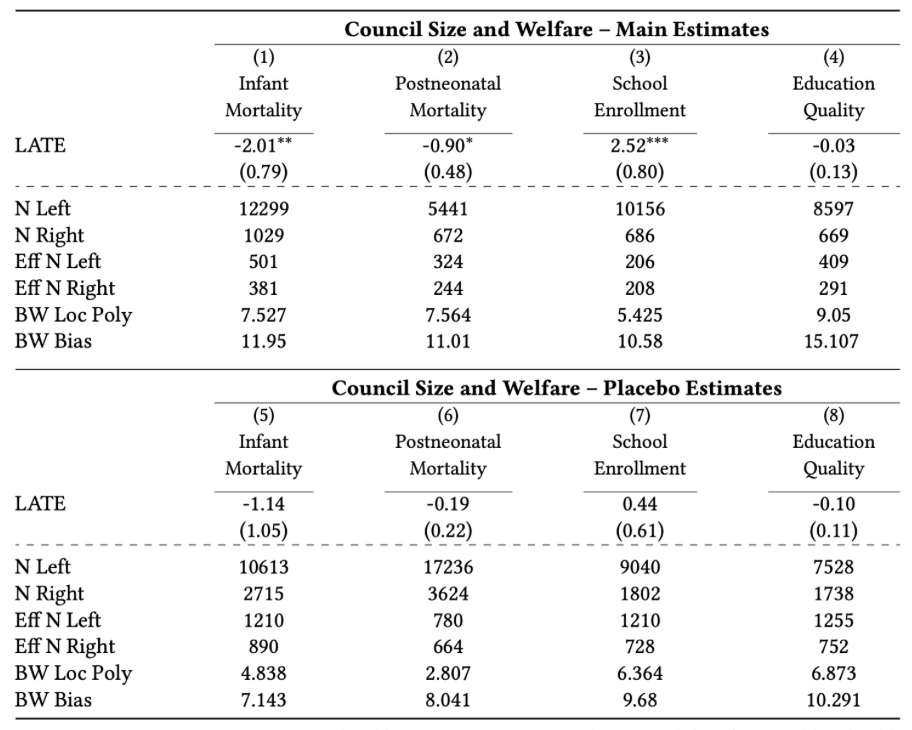 Council Size and Welfare – Main Estimates
(1) (2) (3) (4)
Infant Postneonatal School Education
Mortality Mortality Enrollment Quality
LATE -2.01** -0.90* 2.52*** -0.03
(0.79) (0.48) (0.80) (0.13)
N Left 12299 5441 10156 8597
N Right 1029 672 686 669
Eff N Left 501 324 206 409
Eff N Right 381 244 208 291
BW Loc Poly 7.527 7.564 5.425 9.05
BW Bias 11.95 11.01 10.58 15.107
Council Size and Welfare – Placebo Estimates
(5) (6) (7) (8)
Infant Postneonatal School Education
Mortality Mortality Enrollment Quality
LATE -1.14 -0.19 0.44 -0.10
(1.05) (0.22) (0.61) (0.11)
N Left 10613 17236 9040 7528
N Right 2715 3624 1802 1738
Eff N Left 1210 780 1210 1255
Eff N Right 890 664 728 752
BW Loc Poly 4.838 2.807 6.364 6.873
BW Bias 7.143 8.041 9.68 10.291